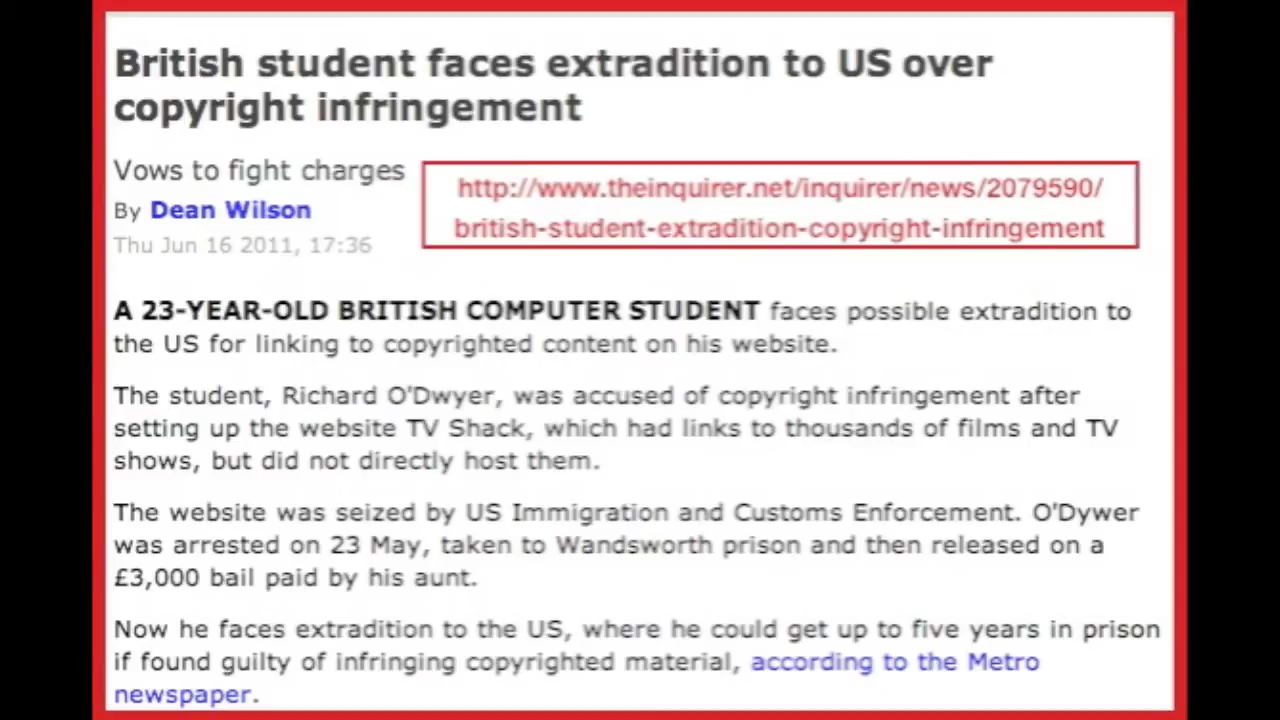 British student faces extradition to US over
copyright infringement
Vows to fight charges
By Dean Wilson
Thu Jun 16 2011, 17:36
http://www.theinquirer.net/inquirer/news/2079590/
british-student-extradition-copyright-infringement
A 23-YEAR-OLD BRITISH COMPUTER STUDENT faces possible extradition to
the US for linking to copyrighted content on his website.
The student, Richard O'Dwyer, was accused of copyright infringement after
setting up the website TV Shack, which had links to thousands of films and TV
shows, but did not directly host them.
The website was seized by US Immigration and Customs Enforcement. O'Dywer
was arrested on 23 May, taken to Wandsworth prison and then released on a
£3,000 bail paid by his aunt.
Now he faces extradition to the US, where he could get up to five years in prison
if found guilty of infringing copyrighted material, according to the Metro
newspaper.